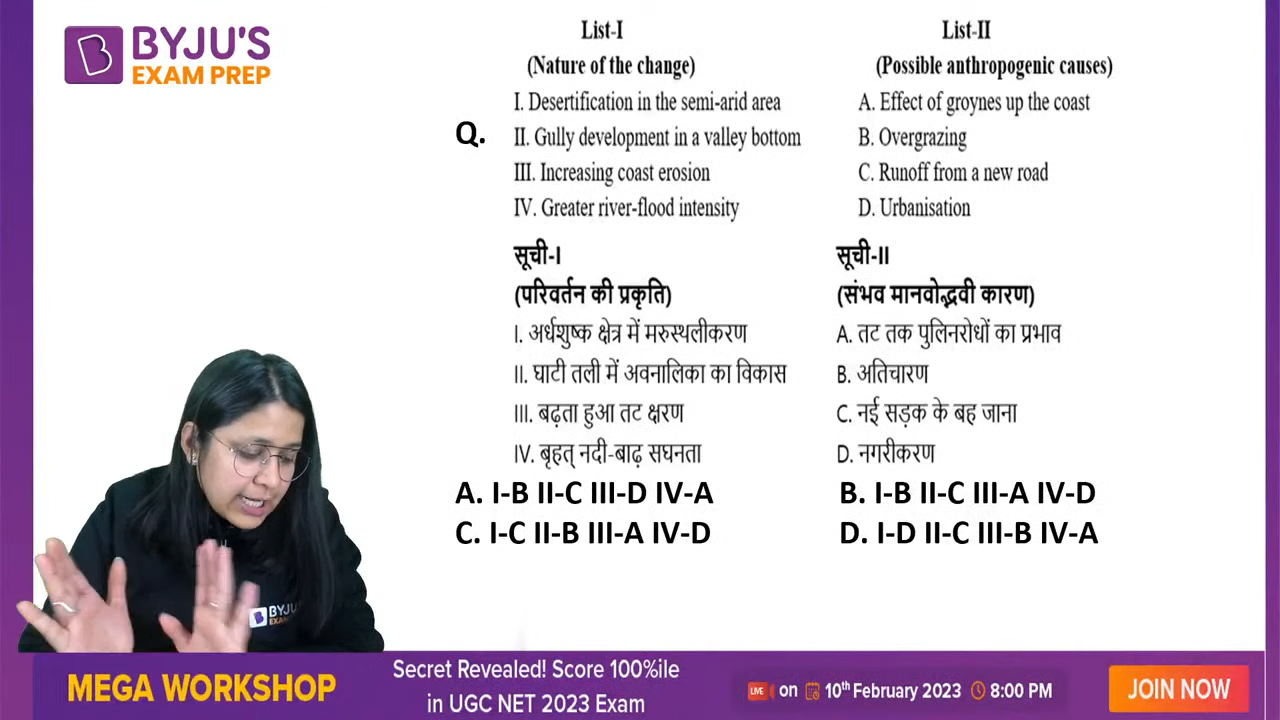 BYJU'S
EXAM PREP
List-I
(Nature of the change)
I. Desertification in the semi-arid area
Q. II. Gully development in a valley bottom
III. Increasing coast erosion
IV. Greater river-flood intensity
List-II
(Possible anthropogenic causes)
A. Effect of groynes up the coast
B. Overgrazing
C. Runoff from a new road
D. Urbanisation
सूची-I
(परिवर्तन की प्रकृति)
I. अर्धशुष्क क्षेत्र में मरुस्थलीकरण
II. घाटी तली में अवनालिका का विकास
III. बढ़ता हुआ तट क्षरण
IV. बृहत् नदी-बाढ़ सघनता
सूची-II
(संभव मानवोद्भवी कारण)
A. तट तक पुलिनरोधों का प्रभाव
B. अतिचारण
C. नई सड़क के बह जाना
D. नगरीकरण
A. I-B II-C III-D IV-A
B. I-B II-C III-A IV-D
C. I-C II-B III-A IV-D
D. I-D II-C III-B IV-A
BYJU
EXAM
MEGA WORKSHOP
Secret Revealed! Score 100%ile
in UGC NET 2023 Exam
LIVE on 10th February 2023 8:00 PM
JOIN NOW